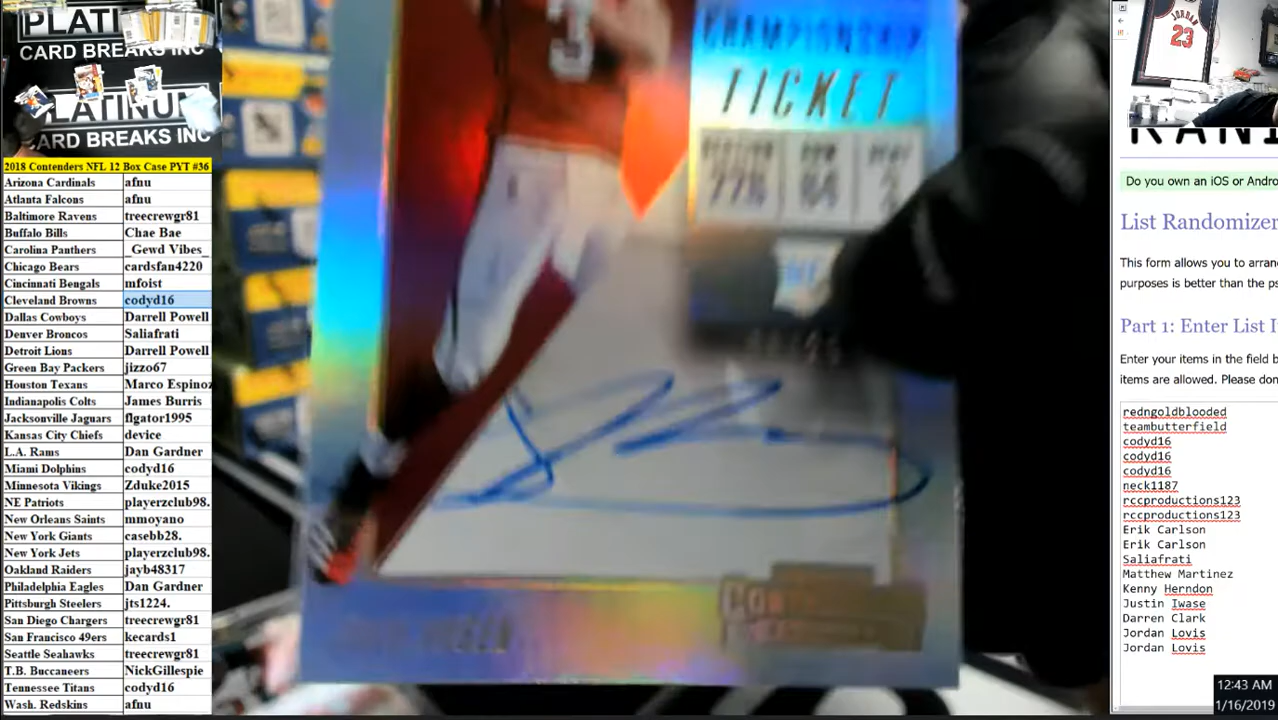 PLATINUM
CARD BREAKS INC
PLATINUM
CARD BREAKS INC
2018 Contenders NFL 12 Box Case PYT #36
Arizona Cardinals afnu
Atlanta Falcons afnu
Baltimore Ravens treecrewgr81
Buffalo Bills Chae Bae
Carolina Panthers _Gewd Vibes_
Chicago Bears cardsfan4220
Cincinnati Bengals mfoist
Cleveland Browns codyd16
Dallas Cowboys Darrell Powell
Denver Broncos Saliafrati
Detroit Lions Darrell Powell
Green Bay Packers jizzo67
Houston Texans Marco Espinoz
Indianapolis Colts James Burris
Jacksonville Jaguars flgator1995
Kansas City Chiefs device
L.A. Rams Dan Gardner
Miami Dolphins codyd16
Minnesota Vikings Zduke2015
NE Patriots playerzclub98.
New Orleans Saints mmoyano
New York Giants casebb28.
New York Jets playerzclub98.
Oakland Raiders jayb48317
Philadelphia Eagles Dan Gardner
Pittsburgh Steelers jts1224.
San Diego Chargers treecrewgr81
San Francisco 49ers kecards1
Seattle Seahawks treecrewgr81
T.B. Buccaneers NickGillespie
Tennessee Titans codyd16
Wash. Redskins afnu
CHAMPIONSHIP
TICKET
JORDAN
23
Do you own an iOS or Andro
List Randomizer
This form allows you to arran
purposes is better than the ps
Part 1: Enter List I
Enter your items in the field b
items are allowed. Please don
redngoldblooded
teambutterfield
codyd16
codyd16
codyd16
neck1187
rccproductions123
rccproductions123
Erik Carlson
Erik Carlson
Saliafrati
Matthew Martinez
Kenny Herndon
Justin Iwase
Darren Clark
Jordan Lovis
Jordan Lovis
12:43 AM
1/16/2019